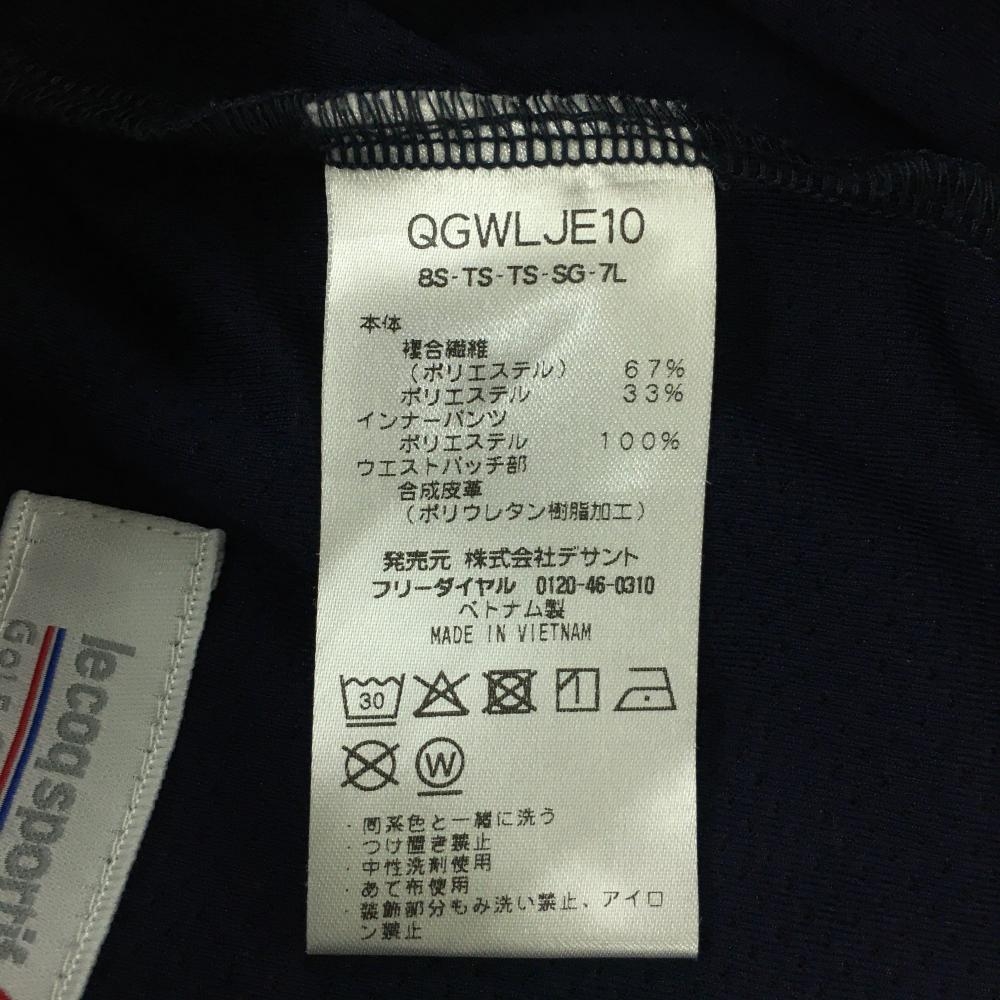 QGWLJE10
8S-TS-TS-SG-7L
本体
複合繊維
(ポリエステル) 67%
ポリエステル 33%
インナーパンツ
ポリエステル 100%
ウエストパッチ部
合成皮革
(ポリウレタン樹脂加工)
発売元 株式会社デサント
フリーダイヤル 0120-46-0310
ベトナム製
MADE IN VIETNAM
30
W
・同系色と一緒に洗う
・つけ置き禁止
・中性洗剤使用
・あて布使用
・装飾部分もみ洗い禁止、アイロ
ン禁止
lecoqsportif
GOLF